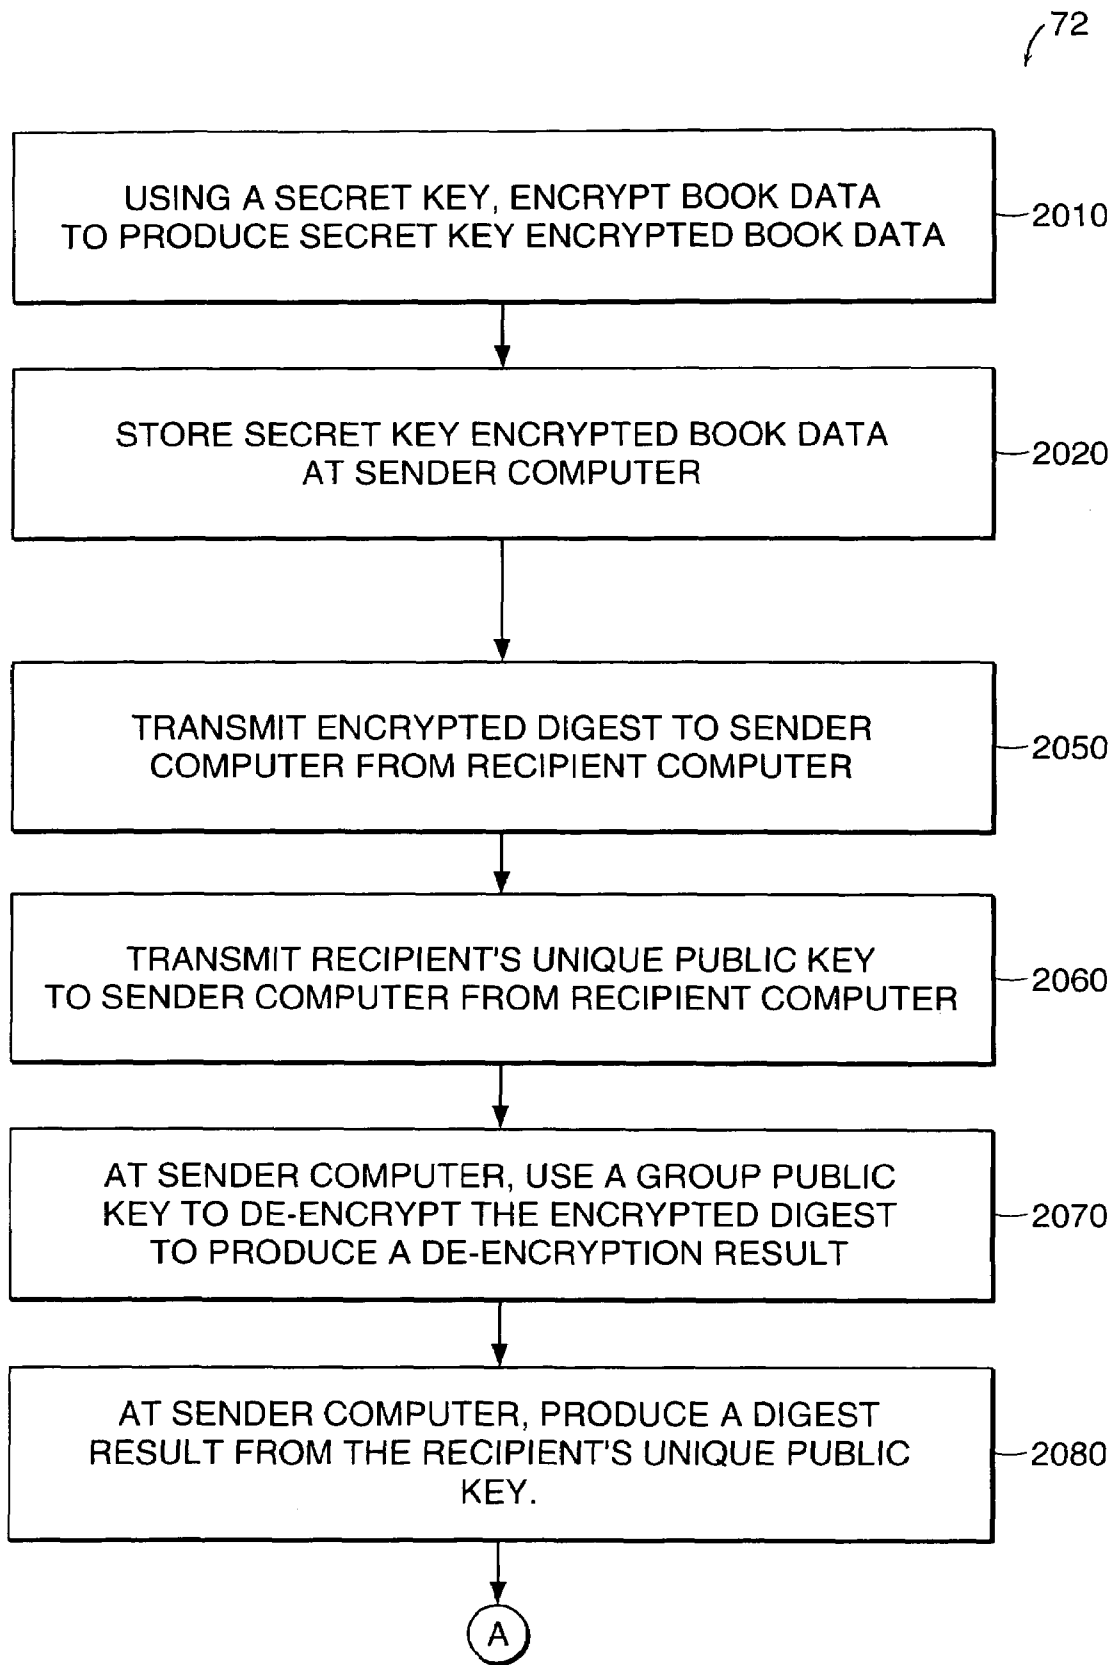 72
USING A SECRET KEY, ENCRYPT BOOK DATA
TO PRODUCE SECRET KEY ENCRYPTED BOOK DATA
2010
STORE SECRET KEY ENCRYPTED BOOK DATA
AT SENDER COMPUTER
2020
TRANSMIT ENCRYPTED DIGEST TO SENDER
COMPUTER FROM RECIPIENT COMPUTER
2050
TRANSMIT RECIPIENT'S UNIQUE PUBLIC KEY
TO SENDER COMPUTER FROM RECIPIENT COMPUTER
2060
AT SENDER COMPUTER, USE A GROUP PUBLIC
KEY TO DE-ENCRYPT THE ENCRYPTED DIGEST
TO PRODUCE A DE-ENCRYPTION RESULT
2070
AT SENDER COMPUTER, PRODUCE A DIGEST
RESULT FROM THE RECIPIENT'S UNIQUE PUBLIC
KEY.
2080
A